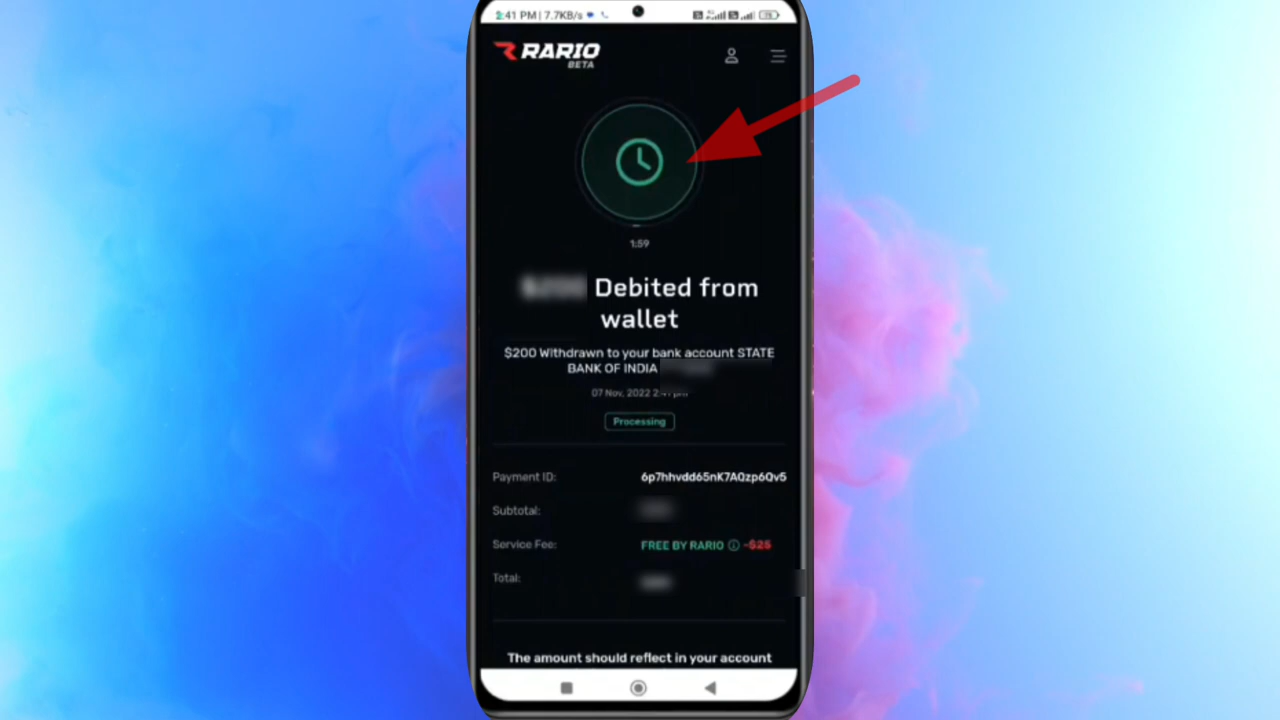 2:41 PM | 7.7KB/s
RARIO
BETA
1:59
Debited from
wallet
$200 Withdrawn to your bank account STATE
BANK OF INDIA
07 Nov, 2022
Processing
Payment ID: 6p7hhvdd65nK7AQzp6Qv5
Subtotal:
Service Fee: FREE BY RARIO -$25
Total:
The amount should reflect in your account